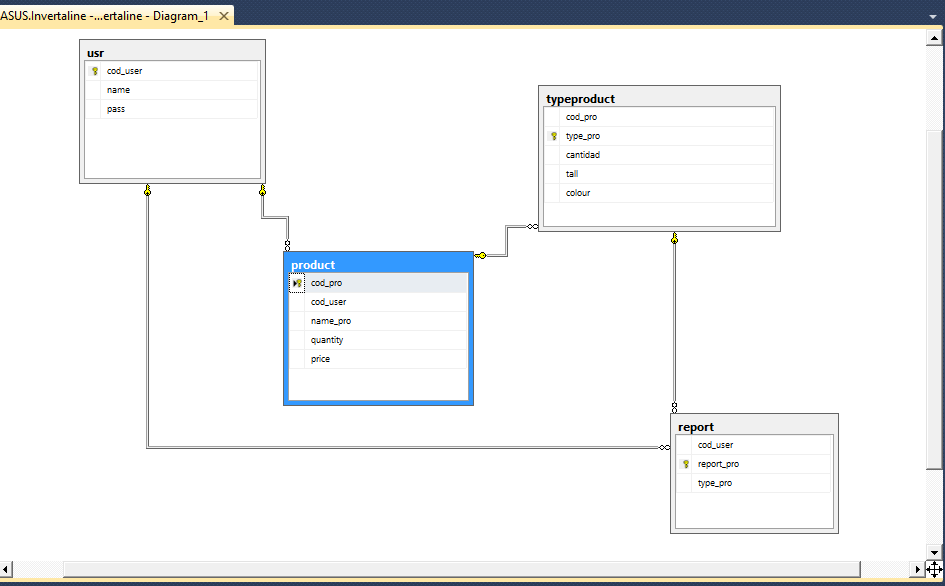 ASUS.Invertaline -...ertaline - Diagram_1
usr
cod_user
name
pass
typeproduct
cod_pro
type_pro
cantidad
tall
colour
product
cod_pro
cod_user
name_pro
quantity
price
report
cod_user
report_pro
type_pro